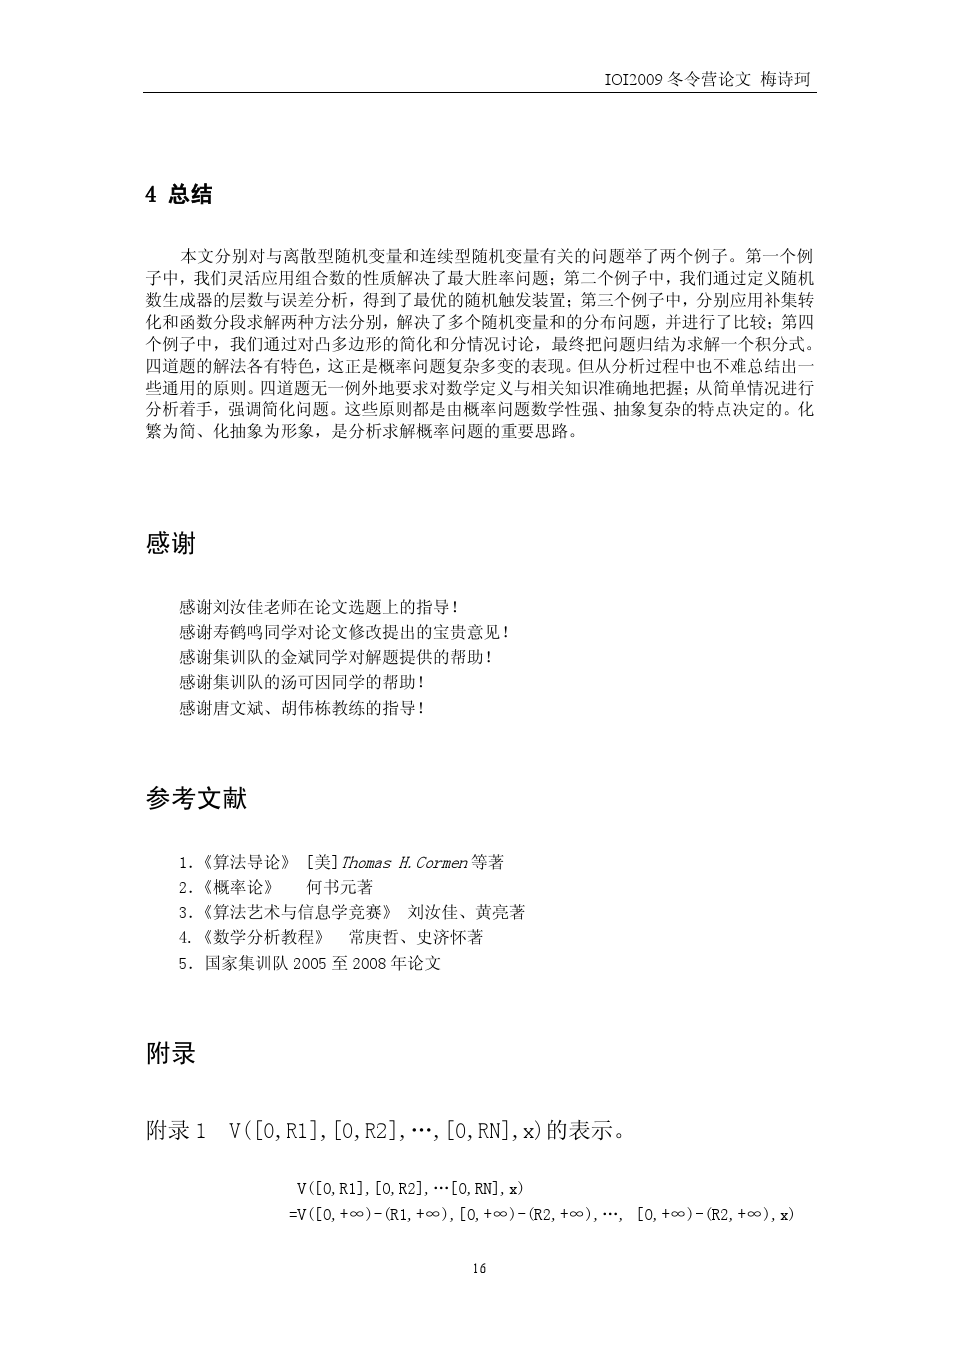 IOI2009 冬令营论文 梅诗珂
4 总结
本文分别对与离散型随机变量和连续型随机变量有关的问题举了两个例子。第一个例
子中，我们灵活应用组合数的性质解决了最大胜率问题；第二个例子中，我们通过定义随机
数生成器的层数与误差分析，得到了最优的随机触发装置；第三个例子中，分别应用补集转
化和函数分段求解两种方法分别，解决了多个随机变量和的分布问题，并进行了比较；第四
个例子中，我们通过对凸多边形的简化和分情况讨论，最终把问题归结为求解一个积分式。
四道题的解法各有特色，这正是概率问题复杂多变的表现。但从分析过程中也不难总结出一
些通用的原则。四道题无一例外地要求对数学定义与相关知识准确地把握；从简单情况进行
分析着手，强调简化问题。这些原则都是由概率问题数学性强、抽象复杂的特点决定的。化
繁为简、化抽象为形象，是分析求解概率问题的重要思路。
感谢
感谢刘汝佳老师在论文选题上的指导！
感谢寿鹤鸣同学对论文修改提出的宝贵意见！
感谢集训队的金斌同学对解题提供的帮助！
感谢集训队的汤可因同学的帮助！
感谢唐文斌、胡伟栋教练的指导！
参考文献
1.《算法导论》 [美]Thomas H.Cormen 等著
2.《概率论》 何书元著
3.《算法艺术与信息学竞赛》 刘汝佳、黄亮著
4.《数学分析教程》 常庚哲、史济怀著
5. 国家集训队 2005 至 2008 年论文
附录
附录 1 V([0,R1],[0,R2],…,[0,RN],x)的表示。
V([0,R1],[0,R2],…[0,RN],x)
=V([0,+∞)-(R1,+∞),[0,+∞)-(R2,+∞),…, [0,+∞)-(R2,+∞),x)
16